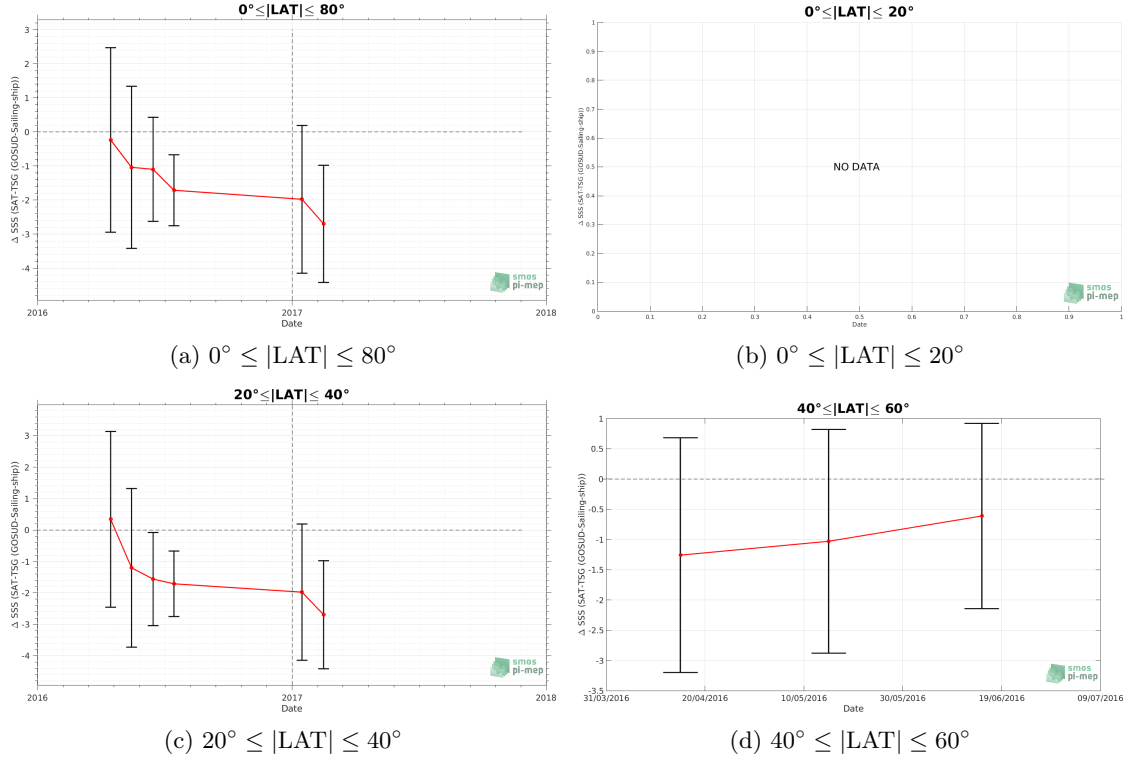 0°≤|LAT|≤ 80°
3
2
1
0
-1
-2
-3
-4
Δ SSS (SAT-TSG (GOSUD-Sailing-ship))
2016
2017
2018
Date
smos
pi-mep
(a) 0° ≤ |LAT| ≤ 80°
0°≤|LAT|≤ 20°
1
0.9
0.8
0.7
0.6
0.5
0.4
0.3
0.2
0.1
0
Δ SSS (SAT-TSG (GOSUD-Sailing-ship))
NO DATA
0
0.1
0.2
0.3
0.4
0.5
0.6
0.7
0.8
0.9
1
Date
smos
pi-mep
(b) 0° ≤ |LAT| ≤ 20°
20°≤|LAT|≤ 40°
3
2
1
0
-1
-2
-3
-4
Δ SSS (SAT-TSG (GOSUD-Sailing-ship))
2016
2017
2018
Date
smos
pi-mep
(c) 20° ≤ |LAT| ≤ 40°
40°≤|LAT|≤ 60°
1
0.5
0
-0.5
-1
-1.5
-2
-2.5
-3
-3.5
Δ SSS (SAT-TSG (GOSUD-Sailing-ship))
31/03/2016
20/04/2016
10/05/2016
30/05/2016
19/06/2016
09/07/2016
Date
smos
pi-mep
(d) 40° ≤ |LAT| ≤ 60°